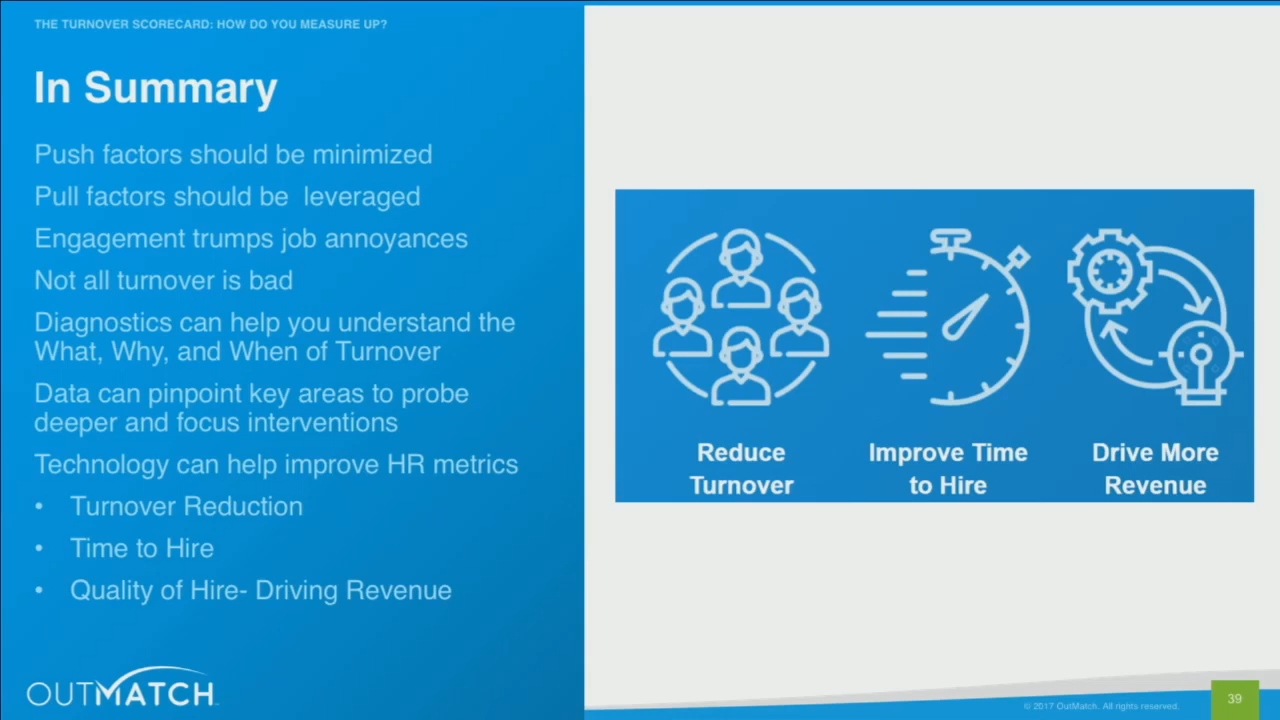 THE TURNOVER SCORECARD: HOW DO YOU MEASURE UP?
In Summary
Push factors should be minimized
Pull factors should be  leveraged
Engagement trumps job annoyances
Not all turnover is bad
Diagnostics can help you understand the
What, Why, and When of Turnover
Data can pinpoint key areas to probe
deeper and focus interventions
Technology can help improve HR metrics
• Turnover Reduction
• Time to Hire
• Quality of Hire- Driving Revenue
OUTMATCH
Reduce
Turnover
Improve Time
to Hire
Drive More
Revenue
© 2017 OutMatch. All rights reserved.
39